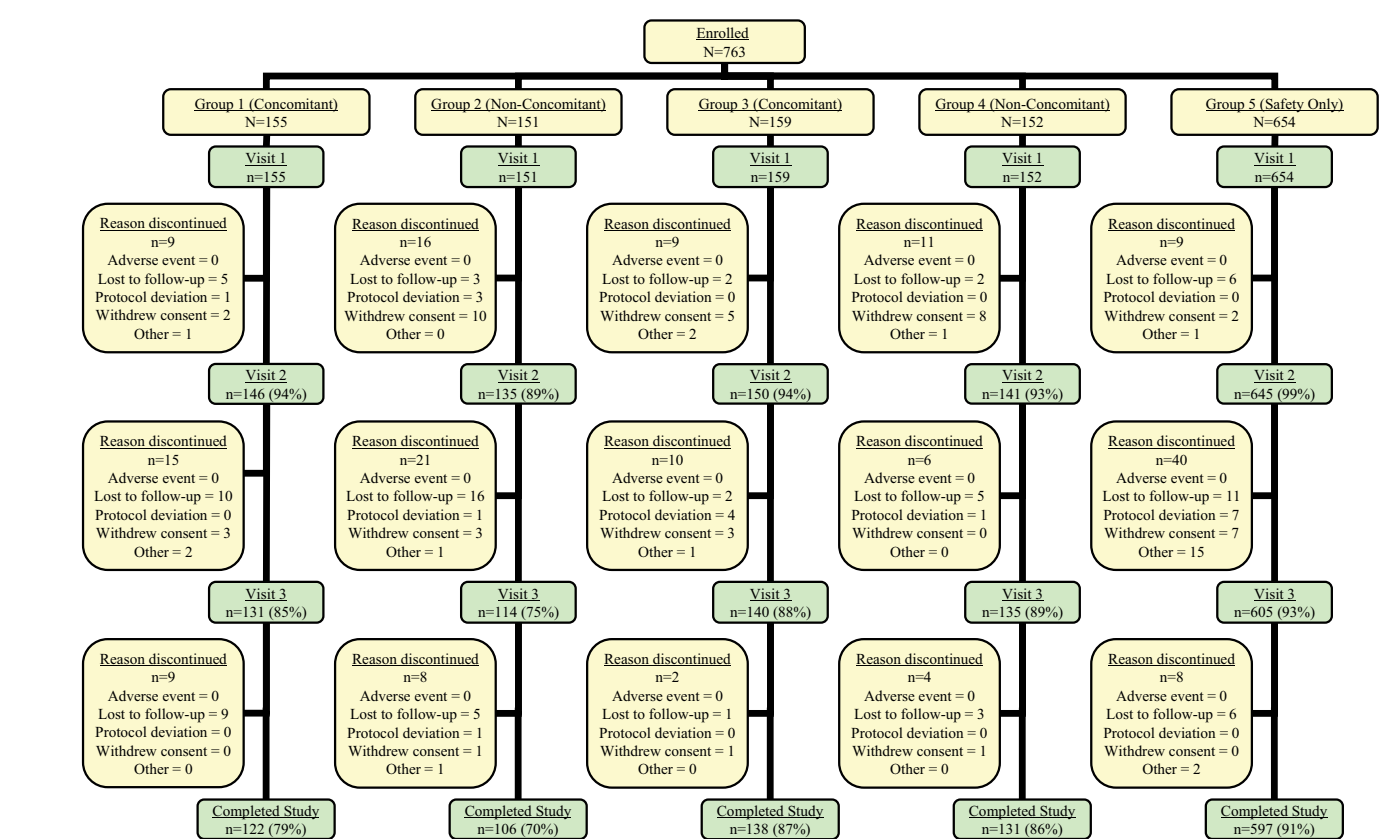 Enrolled
N=763
Group 1 (Concomitant)
N=155
Group 2 (Non-Concomitant)
N=151
Group 3 (Concomitant)
N=159
Group 4 (Non-Concomitant)
N=152
Group 5 (Safety Only)
N=654
Visit 1
n=155
Visit 1
n=151
Visit 1
n=159
Visit 1
n=152
Visit 1
n=654
Reason discontinued
n=9
Adverse event = 0
Lost to follow-up = 5
Protocol deviation = 1
Withdrew consent = 2
Other = 1
Reason discontinued
n=16
Adverse event = 0
Lost to follow-up = 3
Protocol deviation = 3
Withdrew consent = 10
Other = 0
Reason discontinued
n=9
Adverse event = 0
Lost to follow-up = 2
Protocol deviation = 0
Withdrew consent = 5
Other = 2
Reason discontinued
n=11
Adverse event = 0
Lost to follow-up = 2
Protocol deviation = 0
Withdrew consent = 8
Other = 1
Reason discontinued
n=9
Adverse event = 0
Lost to follow-up = 6
Protocol deviation = 0
Withdrew consent = 2
Other = 1
Visit 2
n=146 (94%)
Visit 2
n=135 (89%)
Visit 2
n=150 (94%)
Visit 2
n=141 (93%)
Visit 2
n=645 (99%)
Reason discontinued
n=15
Adverse event = 0
Lost to follow-up = 10
Protocol deviation = 0
Withdrew consent = 3
Other = 2
Reason discontinued
n=21
Adverse event = 0
Lost to follow-up = 16
Protocol deviation = 1
Withdrew consent = 3
Other = 1
Reason discontinued
n=10
Adverse event = 0
Lost to follow-up = 2
Protocol deviation = 4
Withdrew consent = 3
Other = 1
Reason discontinued
n=6
Adverse event = 0
Lost to follow-up = 5
Protocol deviation = 1
Withdrew consent = 0
Other = 0
Reason discontinued
n=40
Adverse event = 0
Lost to follow-up = 11
Protocol deviation = 7
Withdrew consent = 7
Other = 15
Visit 3
n=131 (85%)
Visit 3
n=114 (75%)
Visit 3
n=140 (88%)
Visit 3
n=135 (89%)
Visit 3
n=605 (93%)
Reason discontinued
n=9
Adverse event = 0
Lost to follow-up = 9
Protocol deviation = 0
Withdrew consent = 0
Other = 0
Reason discontinued
n=8
Adverse event = 0
Lost to follow-up = 5
Protocol deviation = 1
Withdrew consent = 1
Other = 1
Reason discontinued
n=2
Adverse event = 0
Lost to follow-up = 1
Protocol deviation = 0
Withdrew consent = 1
Other = 0
Reason discontinued
n=4
Adverse event = 0
Lost to follow-up = 3
Protocol deviation = 0
Withdrew consent = 1
Other = 0
Reason discontinued
n=8
Adverse event = 0
Lost to follow-up = 6
Protocol deviation = 0
Withdrew consent = 0
Other = 2
Completed Study
n=122 (79%)
Completed Study
n=106 (70%)
Completed Study
n=138 (87%)
Completed Study
n=131 (86%)
Completed Study
n=597 (91%)